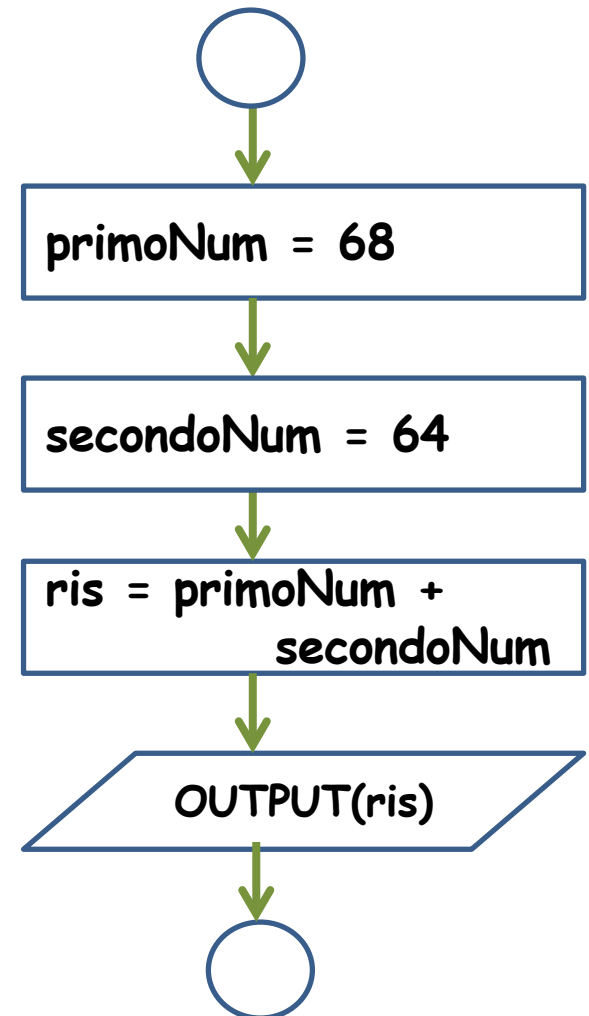 primoNum = 68
secondoNum = 64
ris = primoNum +
secondoNum
OUTPUT(ris)